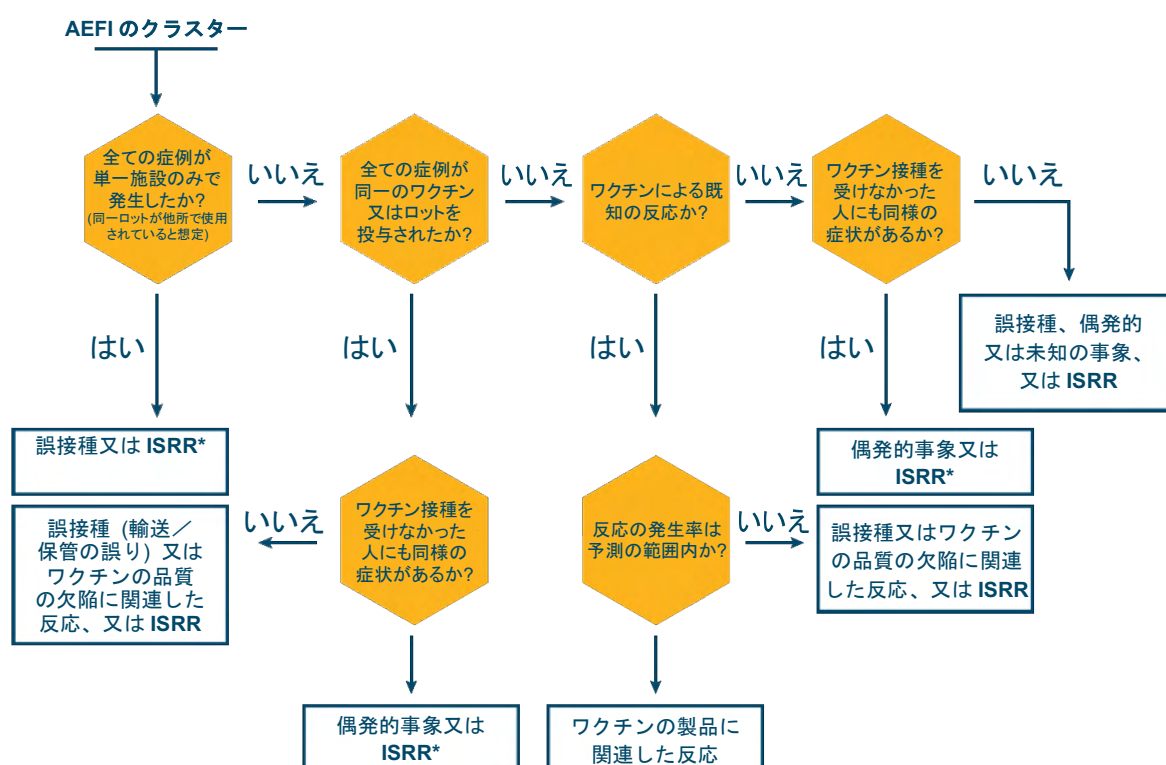 AEFI のクラスター
全ての症例が
単一施設のみで
発生したか?
(同一ロットが他所で使用
されていると想定)
いいえ
全ての症例が
同一のワクチン
又はロットを
投与されたか?
いいえ
ワクチンによる既
知の反応か?
いいえ
ワクチン接種を
受けなかった
人にも同様の
症状があるか?
いいえ
誤接種、偶発的
又は未知の事象、
又は ISRR
はい
はい
はい
はい
誤接種又は ISRR*
偶発的事象又は
ISRR*
誤接種 (輸送／
保管の誤り) 又は
ワクチンの品質
の欠陥に関連した
反応、又は ISRR
いいえ
ワクチン接種を
受けなかった
人にも同様の
症状があるか?
反応の発生率は
予測の範囲内か?
いいえ
誤接種又はワクチン
の品質の欠陥に関連
した反応、又は ISRR
偶発的事象又は
ISRR*
ワクチンの製品に
関連した反応